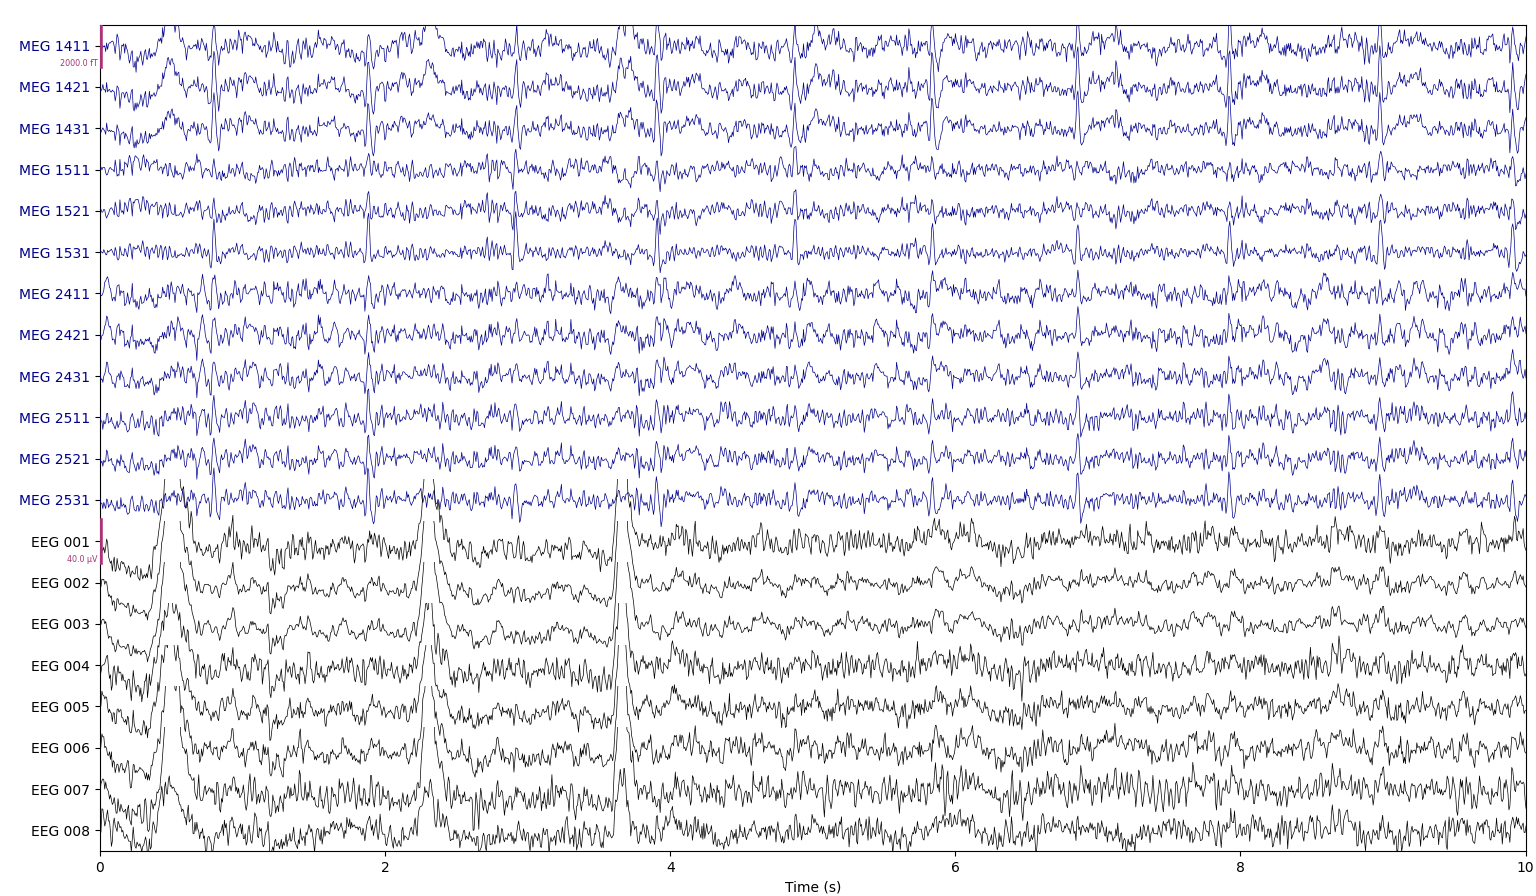 MEG 1411
2000.0 fT
MEG 1421
MEG 1431
MEG 1511
MEG 1521
MEG 1531
MEG 2411
MEG 2421
MEG 2431
MEG 2511
MEG 2521
MEG 2531
EEG 001
40.0 µV
EEG 002
EEG 003
EEG 004
EEG 005
EEG 006
EEG 007
EEG 008
0 2 4 6 8 10
Time (s)